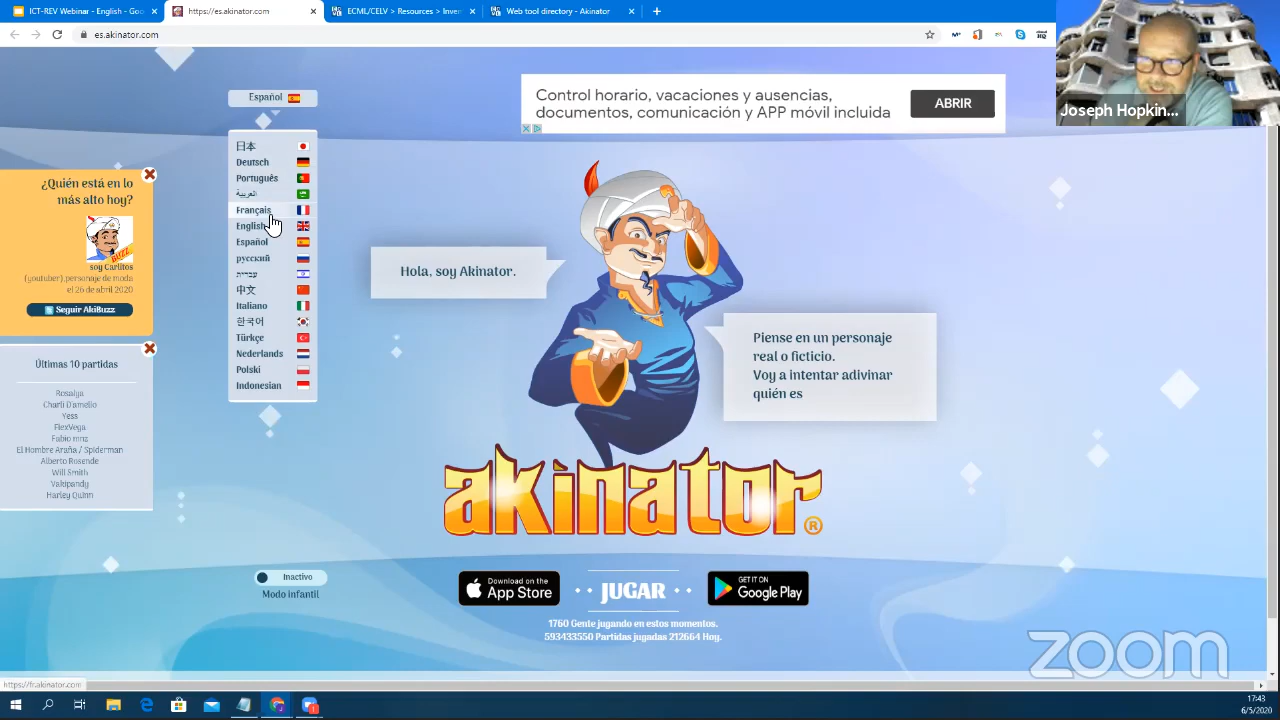 ICT-REV Webinar - English - Goo
https://es.akinator.com
ECML/CELV > Resources > Inven
Web tool directory - Akinator
es.akinator.com
Joseph Hopkin...
Español
Control horario, vacaciones y ausencias,
documentos, comunicación y APP móvil incluida
ABRIR
日本
Deutsch
Português
العربية
Français
English
Español
русский
עברית
中文
Italiano
한국어
Türkçe
Nederlands
Polski
Indonesian
¿Quién está en lo
más alto hoy?
BUZZ
soy Carlitos
(youtuber),personaje de moda
el 26 de abril 2020
Seguir AkiBuzz
Últimas 10 partidas
Rosalya
Charli D'amelio
Yess
FlexVega
Fabio mnz
El Hombre Araña / Spiderman
Alberto Rosende
Will Smith
Vakipandy
Harley Quinn
Hola, soy Akinator.
Piense en un personaje
real o ficticio.
Voy a intentar adivinar
quién es
akinator®
Inactivo
Modo infantil
Download on the
App Store
JUGAR
GET IT ON
Google Play
1760 Gente jugando en estos momentos.
593433550 Partidas jugadas 212664 Hoy.
zoom
https://fr.akinator.com
17:43
6/5/2020